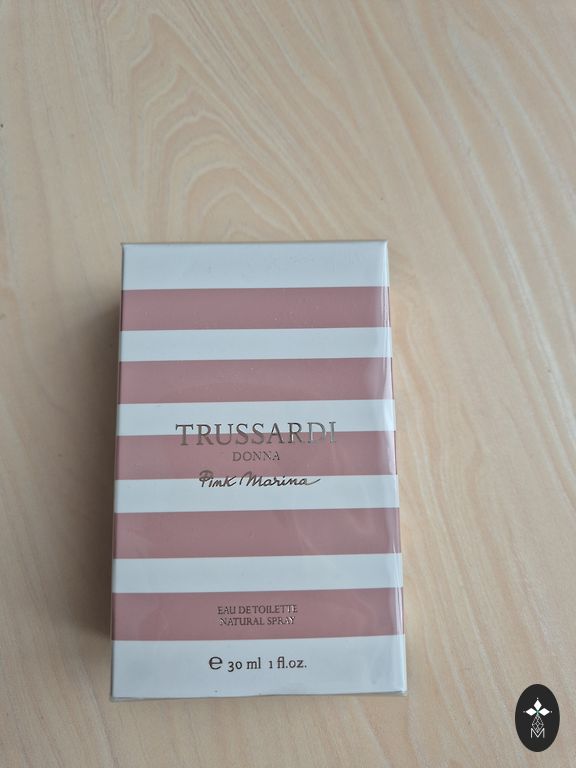 TRUSSARDI
DONNA
Pink Marina
EAU DE TOILETTE
NATURAL SPRAY
℮ 30 ml 1 fl.oz.
M